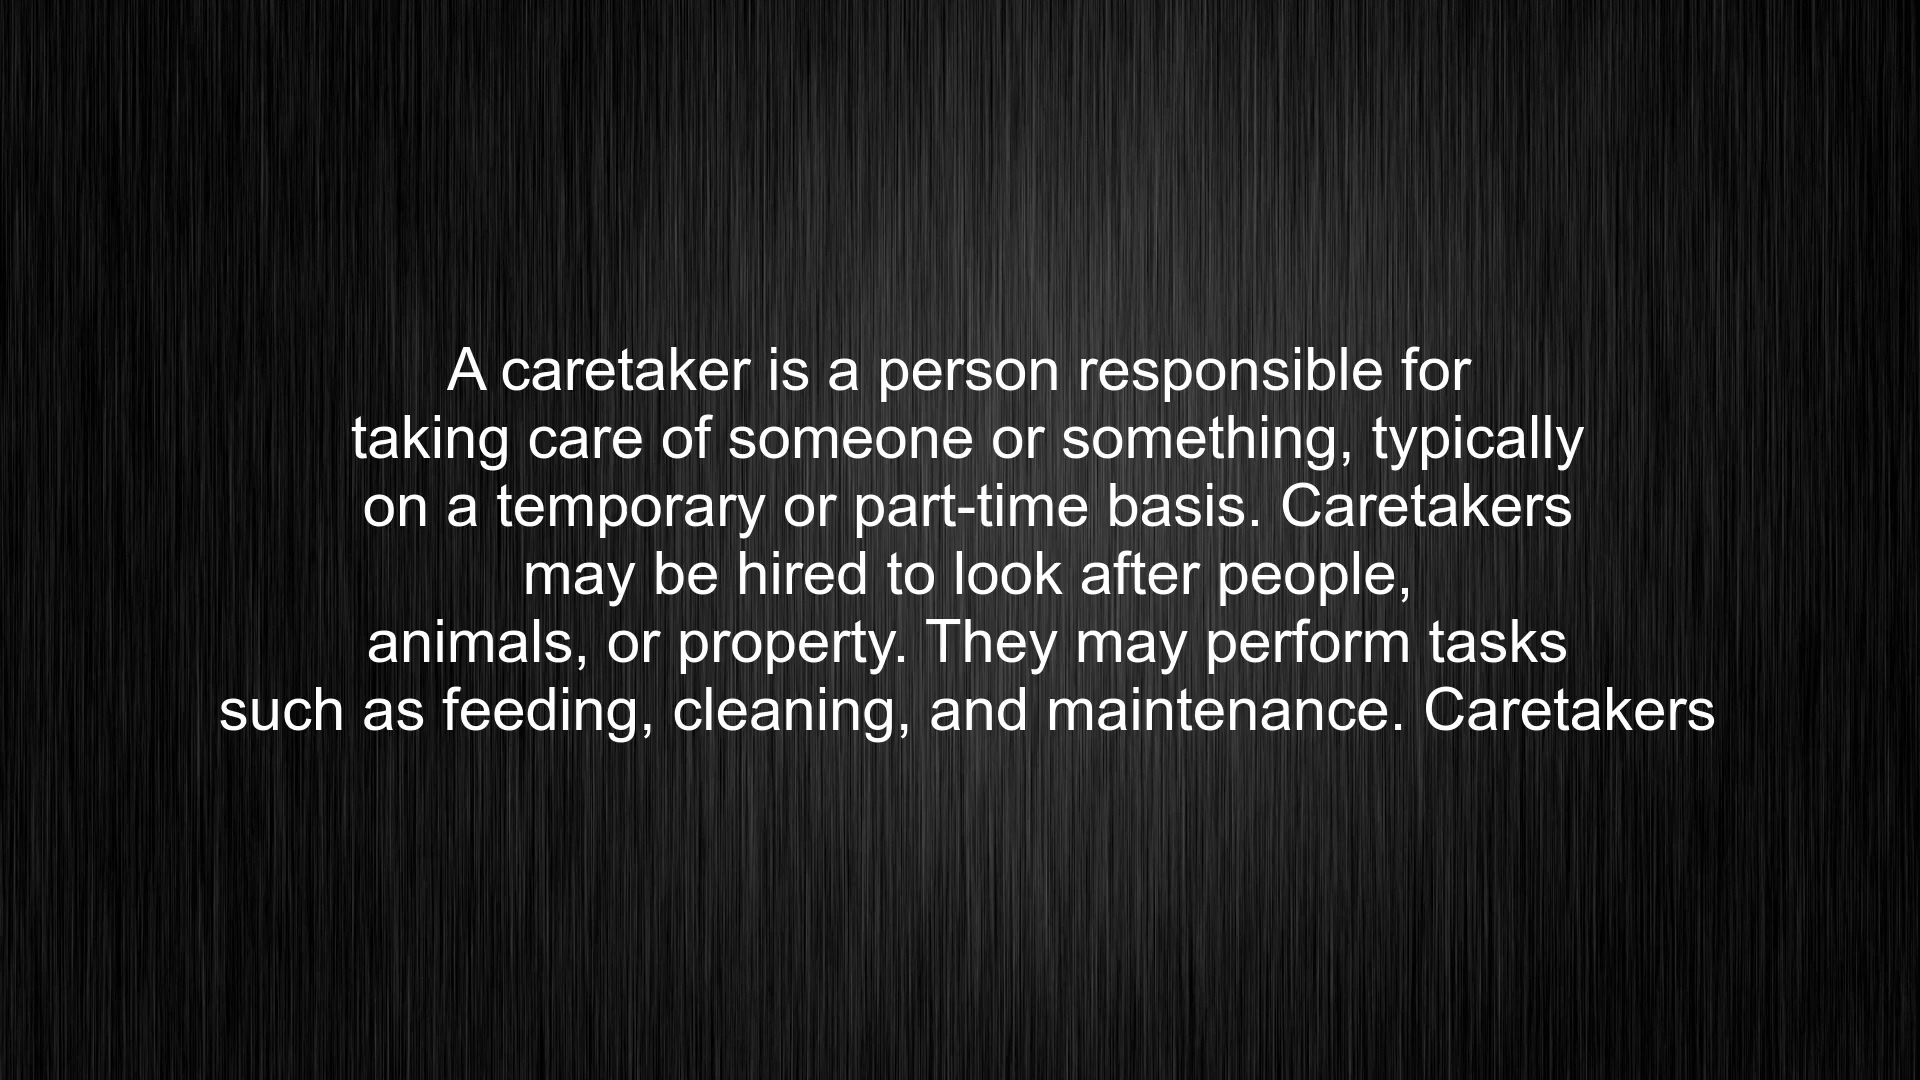 A caretaker is a person responsible for
taking care of someone or something, typically
on a temporary or part-time basis. Caretakers
may be hired to look after people,
animals, or property. They may perform tasks
such as feeding, cleaning, and maintenance. Caretakers